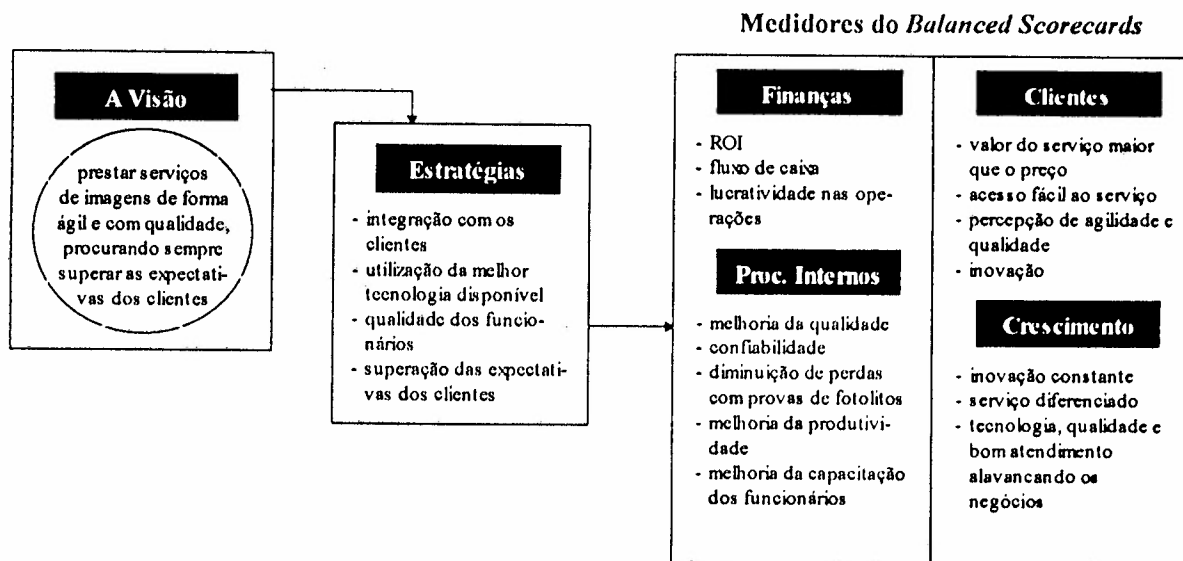 Medidores do Balanced Scorecards
A Visão
prestar serviços
de imagens de forma
ágil e com qualidade,
procurando sempre
superar as expectati-
vas dos clientes
Estratégias
- integração com os
clientes
- utilização da melhor
tecnologia disponível
- qualidade dos funcio-
nários
- superação das expectati-
vas dos clientes
Finanças
- ROI
- fluxo de caixa
- lucratividade nas ope-
rações
Proc. Internos
- melhoria da qualidade
- confiabilidade
- diminuição de perdas
com provas de fotolitos
- melhoria da produtivi-
dade
- melhoria da capacitação
dos funcionários
Clientes
- valor do serviço maior
que o preço
- acesso fácil ao serviço
- percepção de agilidade e
qualidade
- inovação
Crescimento
- inovação constante
- serviço diferenciado
- tecnologia, qualidade e
bom atendimento
alavancando os
negócios